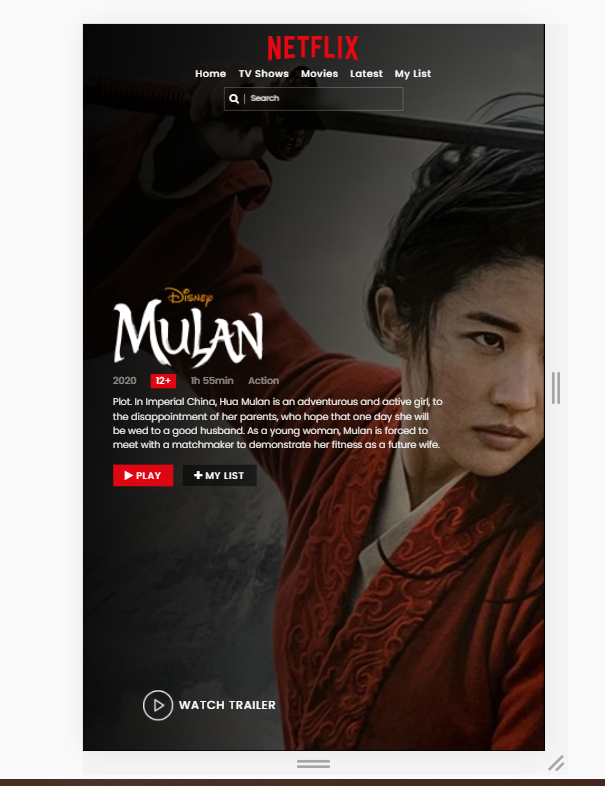 NETFLIX
Home TV Shows Movies Latest My List
Search
Disney
MULAN
2020 12+ 1h 55min Action
Plot. In Imperial China, Hua Mulan is an adventurous and active girl, to
the disappointment of her parents, who hope that one day she will
be wed to a good husband. As a young woman, Mulan is forced to
meet with a matchmaker to demonstrate her fitness as a future wife.
PLAY MY LIST
WATCH TRAILER